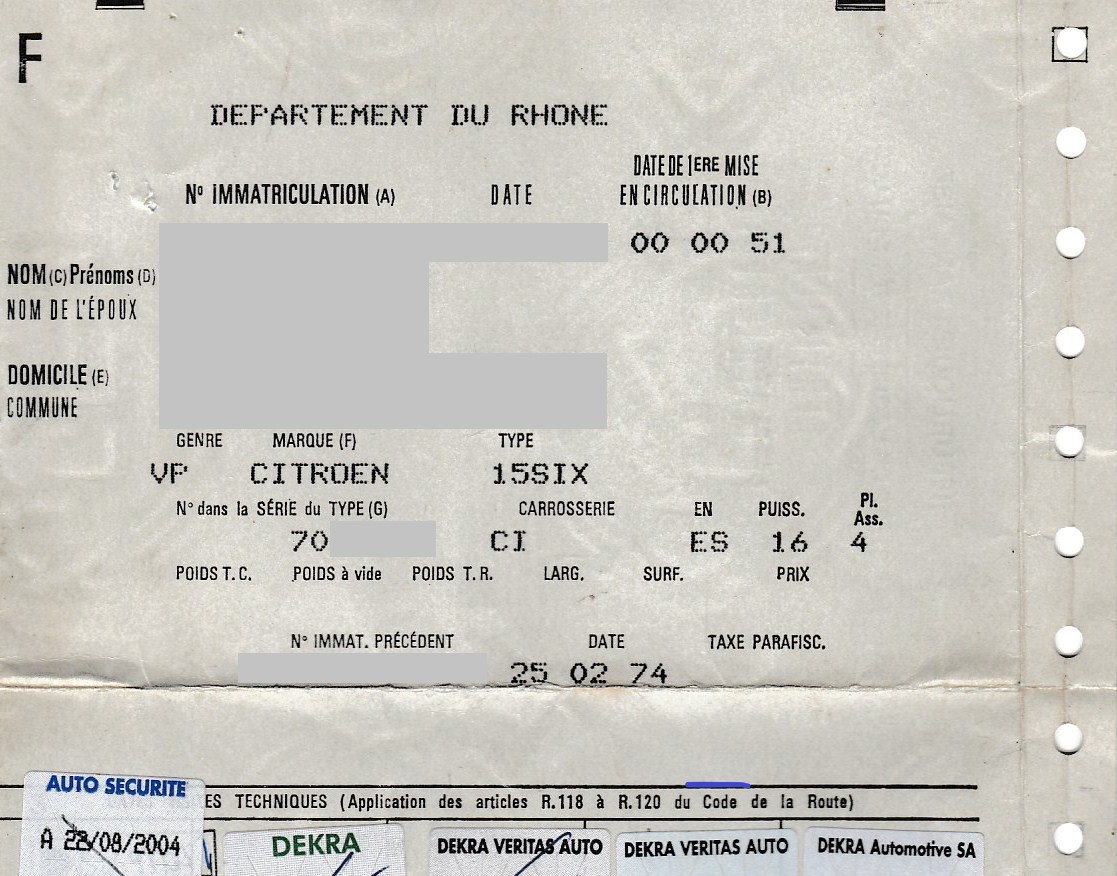 F
DEPARTEMENT DU RHONE
N° IMMATRICULATION (A) DATE DATE DE 1ERE MISE EN CIRCULATION (B)
00 00 51
NOM (C) Prénoms (D)
NOM DE L'ÉPOUX
DOMICILE (E)
COMMUNE
GENRE MARQUE (F) TYPE
VP CITROEN 15SIX
N° dans la SÉRIE du TYPE (G) CARROSSERIE EN PUISS. Pl. Ass.
70 CI ES 16 4
POIDS T.C. POIDS à vide POIDS T.R. LARG. SURF. PRIX
N° IMMAT. PRÉCÉDENT DATE TAXE PARAFISC.
25 02 74
ES TECHNIQUES (Application des articles R.118 à R.120 du Code de la Route)
AUTO SECURITE
A 22/08/2004
DEKRA
DEKRA VERITAS AUTO
DEKRA VERITAS AUTO
DEKRA Automotive SA